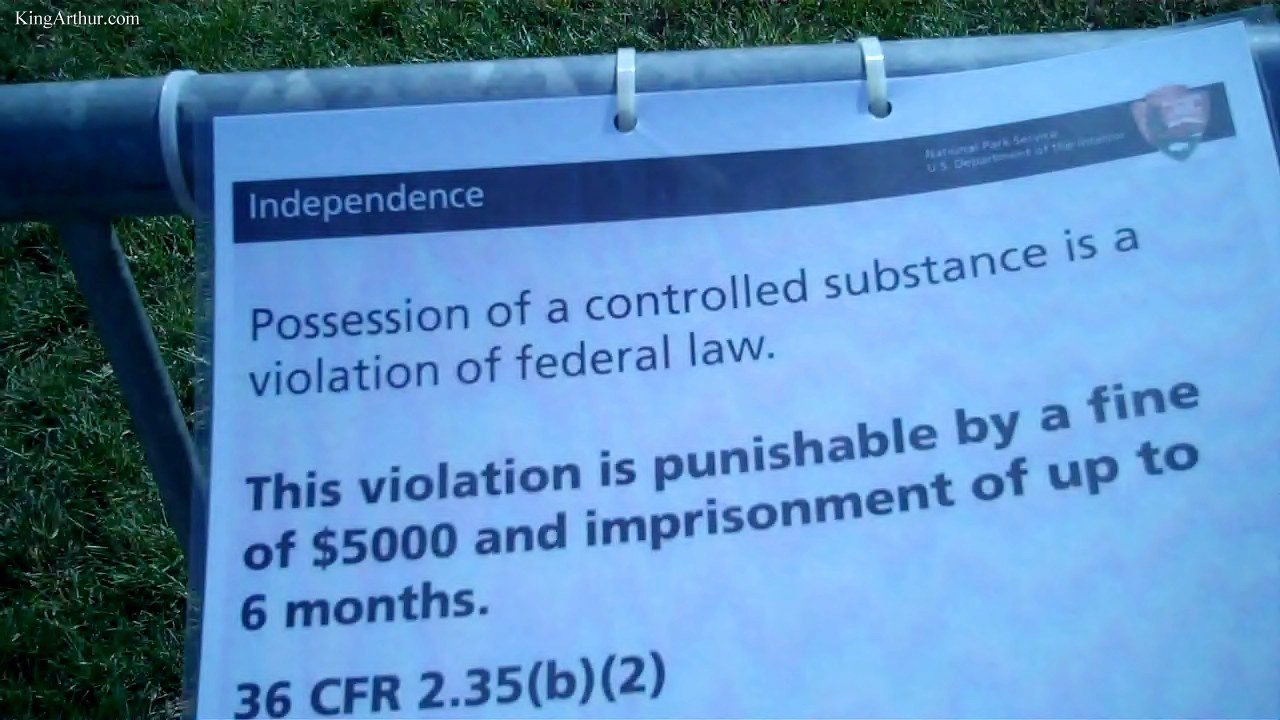 KingArthur.com
National Park Service
U.S. Department of the Interior
Independence
Possession of a controlled substance is a
violation of federal law.
This violation is punishable by a fine
of $5000 and imprisonment of up to
6 months.
36 CFR 2.35(b)(2)